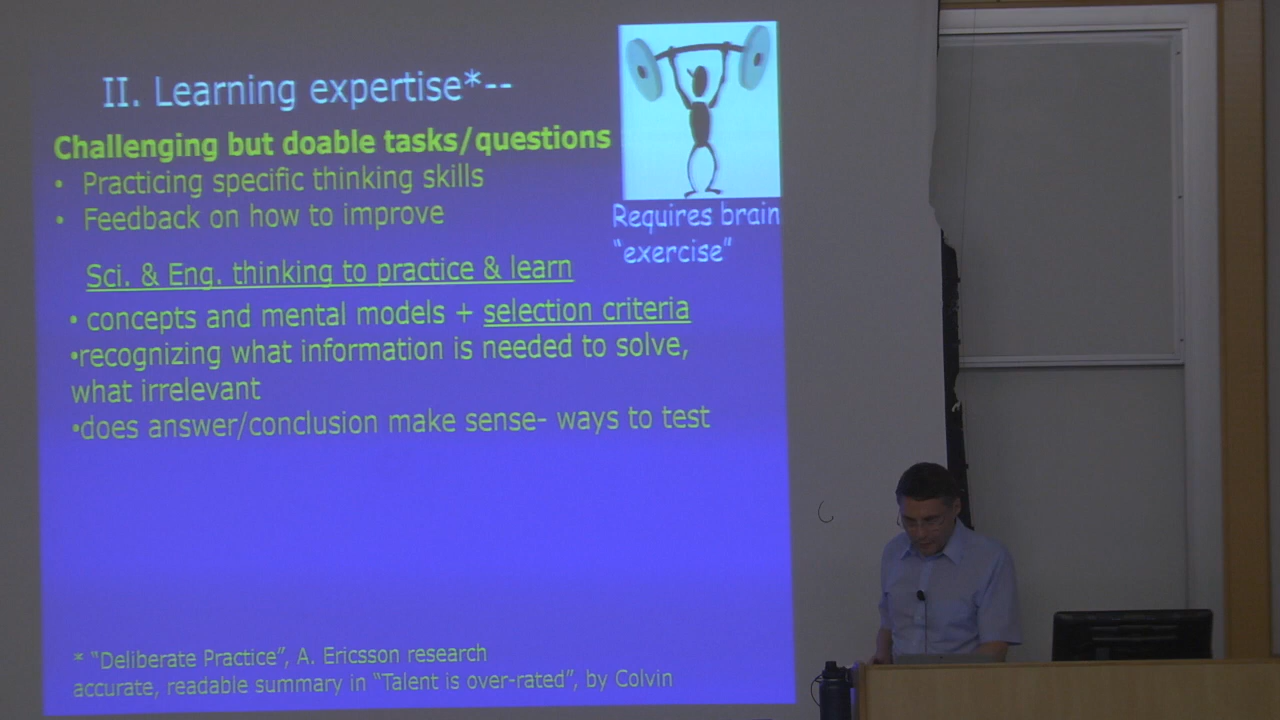 II. Learning expertise*--
Challenging but doable tasks/questions
• Practicing specific thinking skills
• Feedback on how to improve
Requires brain
“exercise”
Sci. & Eng. thinking to practice & learn
• concepts and mental models + selection criteria
•recognizing what information is needed to solve,
what irrelevant
•does answer/conclusion make sense- ways to test
* “Deliberate Practice”, A. Ericsson research
accurate, readable summary in “Talent is over-rated”, by Colvin